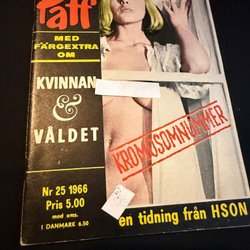 Paff
MED
FÄRGEXTRA
OM
KVINNAN
&
VÅLDET
KROMOSOMNUMMER
Nr 25 1966
Pris 5.00
med oms.
I DANMARK 6.50
en tidning från HSON